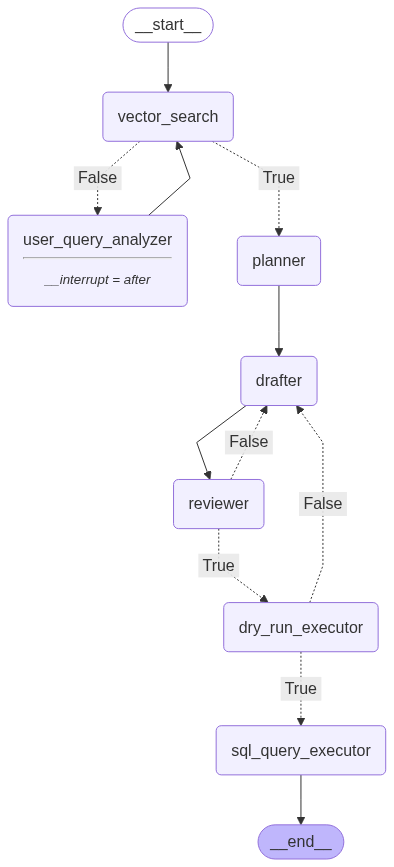 __start__
vector_search
False
True
user_query_analyzer
__interrupt = after
planner
drafter
False
reviewer
False
True
dry_run_executor
True
sql_query_executor
__end__